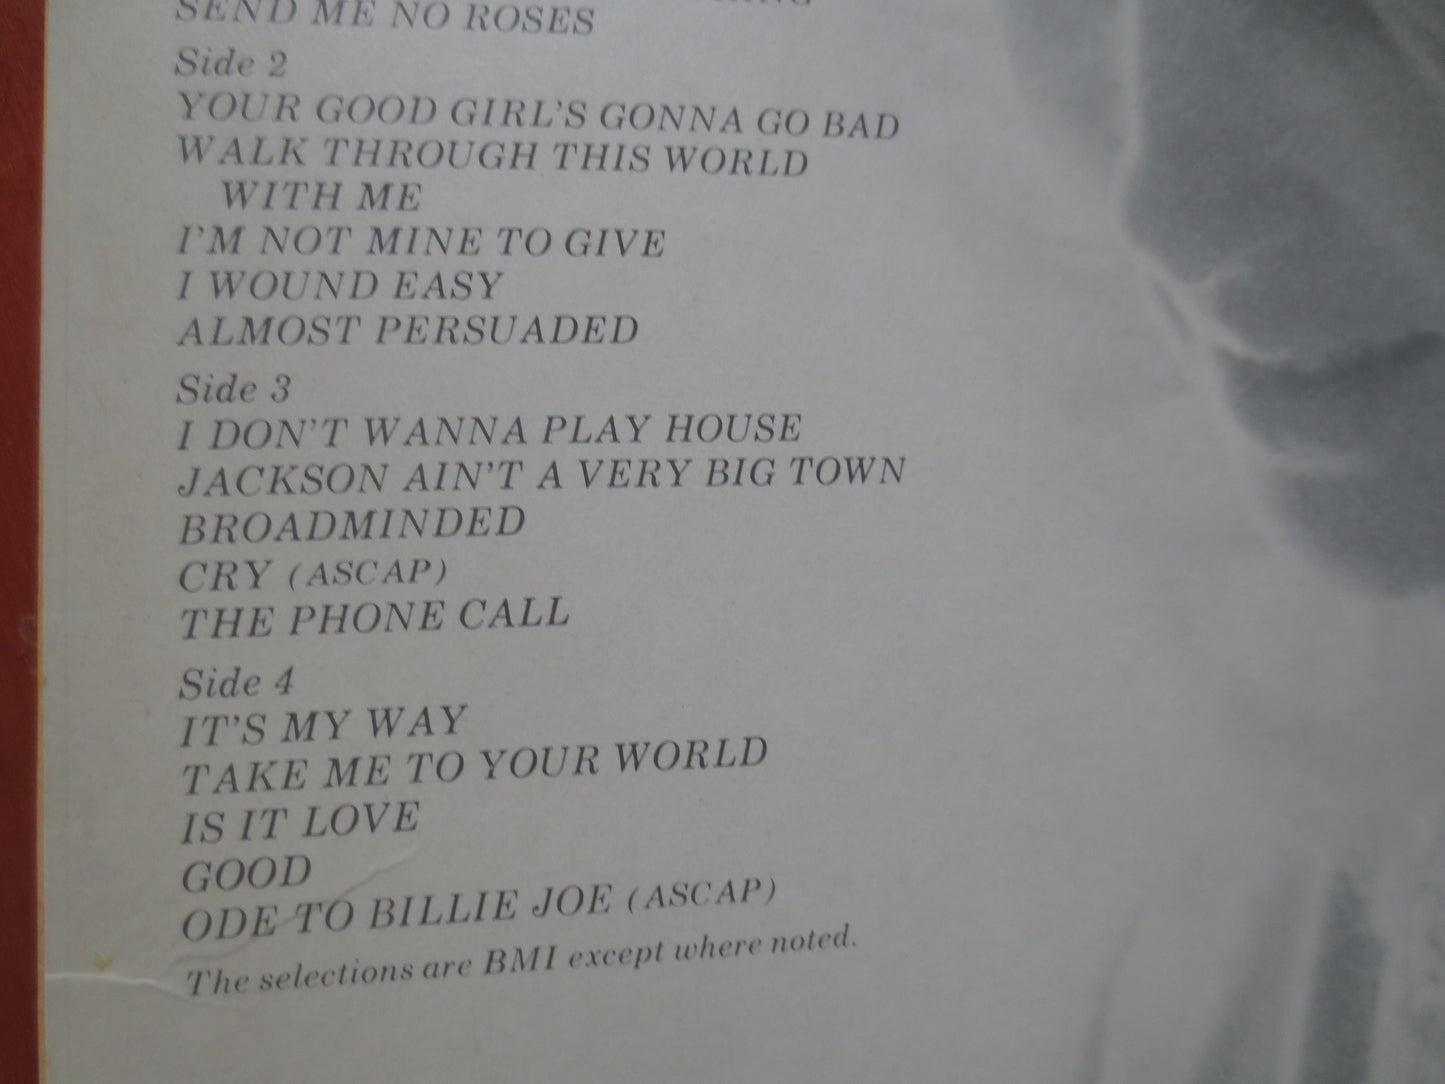 SEND ME NO ROSES
Side 2
YOUR GOOD GIRL'S GONNA GO BAD
WALK THROUGH THIS WORLD
WITH ME
I'M NOT MINE TO GIVE
I WOUND EASY
ALMOST PERSUADED
Side 3
I DON'T WANNA PLAY HOUSE
JACKSON AIN'T A VERY BIG TOWN
BROADMINDED
CRY (ASCAP)
THE PHONE CALL
Side 4
IT'S MY WAY
TAKE ME TO YOUR WORLD
IS IT LOVE
GOOD
ODE TO BILLIE JOE (ASCAP)
The selections are BMI except where noted.